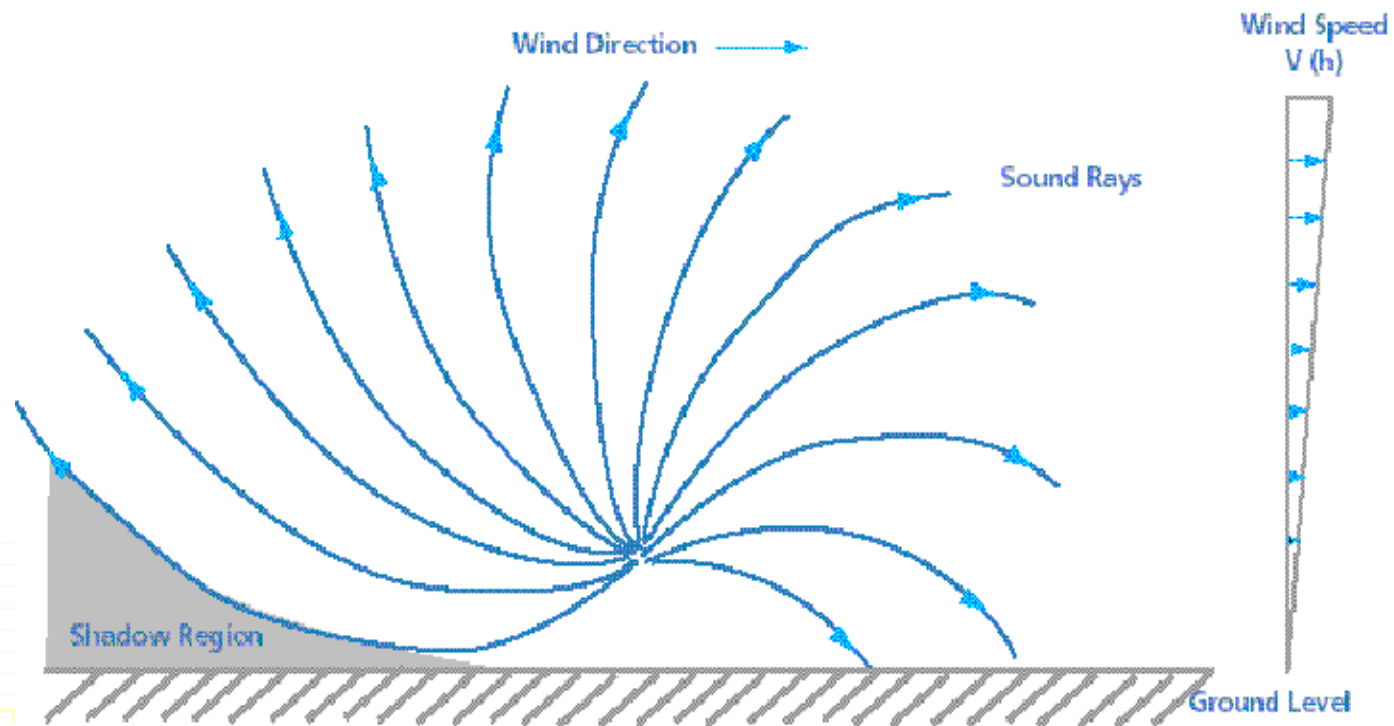 Wind Direction
Wind Speed
V (h)
Sound Rays
Shadow Region
Ground Level